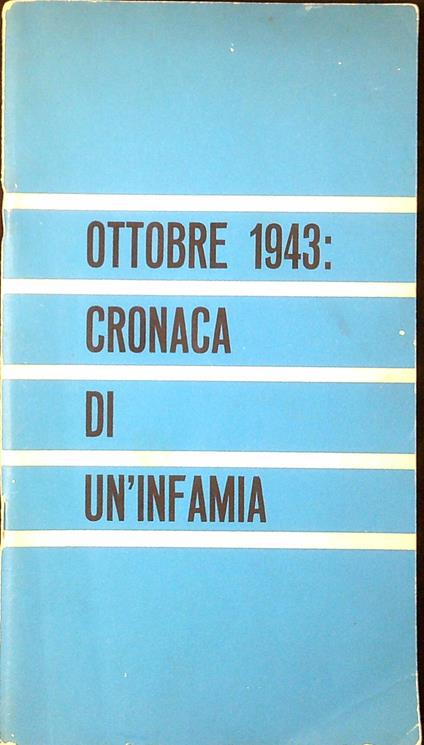 OTTOBRE 1943:
CRONACA
DI
UN'INFAMIA